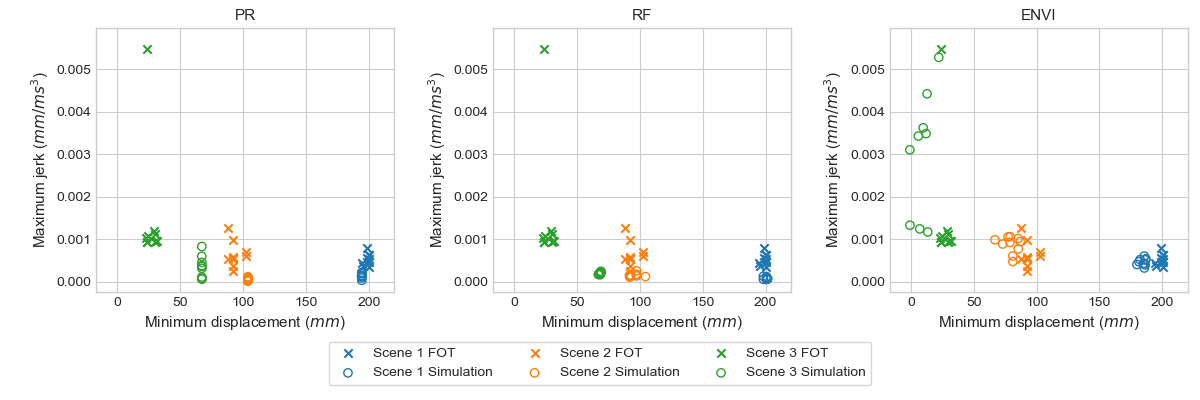 PR
RF
ENVI
Maximum jerk (mm/ms³)
0.005
0.004
0.003
0.002
0.001
0.000
0 50 100 150 200
Minimum displacement (mm)
Maximum jerk (mm/ms³)
0.005
0.004
0.003
0.002
0.001
0.000
0 50 100 150 200
Minimum displacement (mm)
Maximum jerk (mm/ms³)
0.005
0.004
0.003
0.002
0.001
0.000
0 50 100 150 200
Minimum displacement (mm)
Scene 1 FOT Scene 2 FOT Scene 3 FOT
Scene 1 Simulation Scene 2 Simulation Scene 3 Simulation